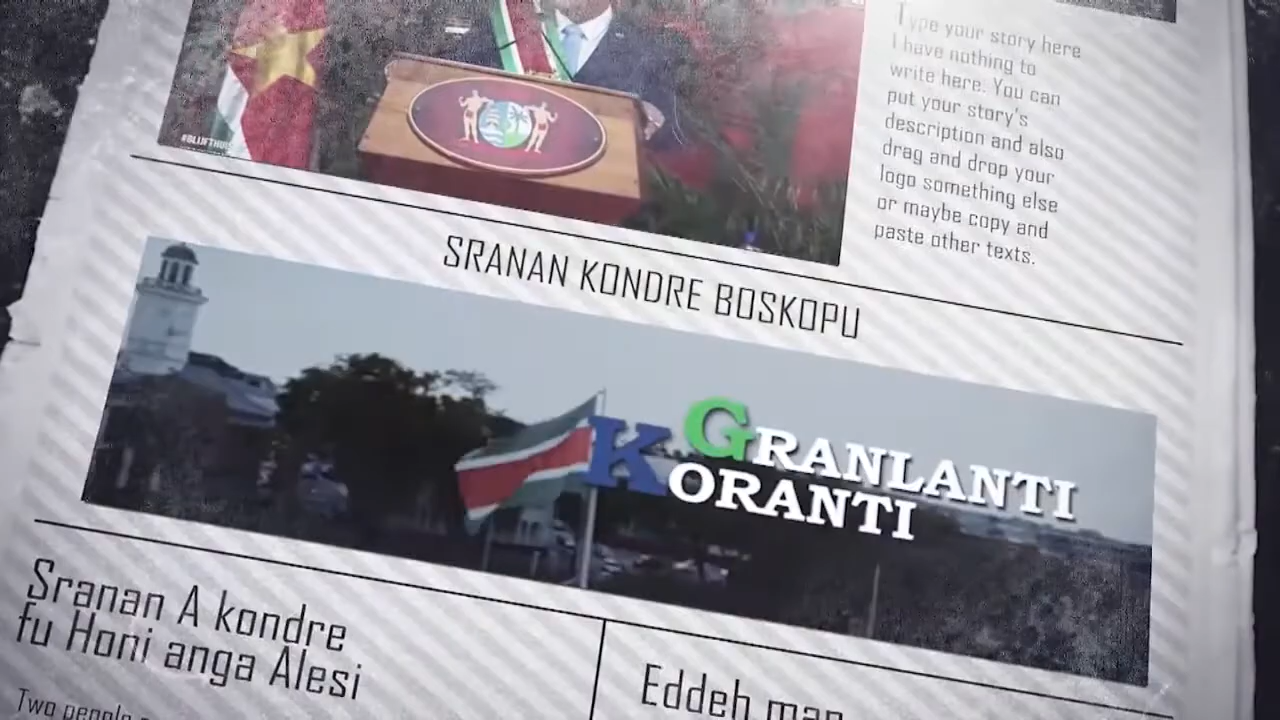 Type your story here
I have nothing to
write here. You can
put your story's
description and also
drag and drop your
logo something else
or maybe copy and
paste other texts.
SRANAN KONDRE BOSKOPU
GRANLANTI
KORANTI
Sranan A kondre
fu Honi anga Alesi
Eddeh man
Two people